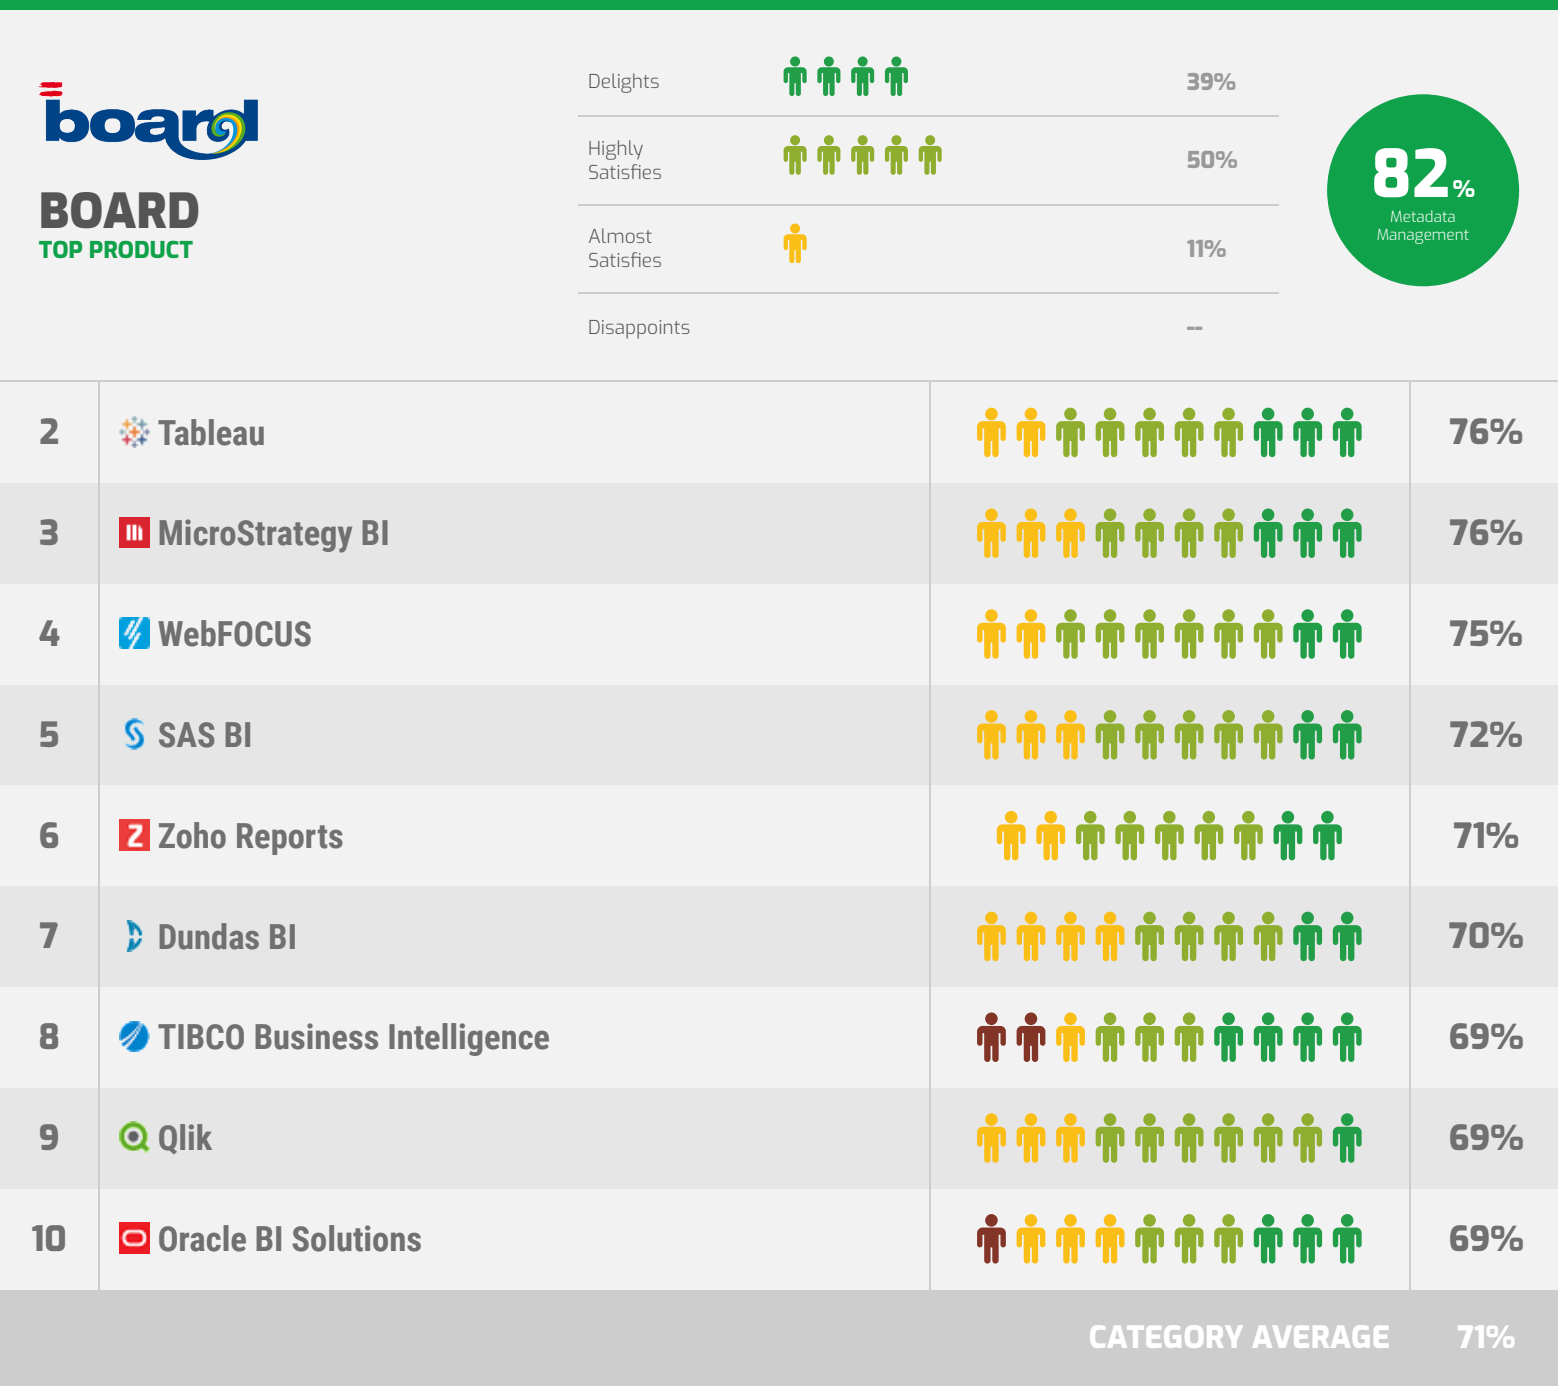 board
BOARD
TOP PRODUCT
Delights 39%
Highly
Satisfies 50%
Almost
Satisfies 11%
Disappoints --
82%
Metadata
Management
2 Tableau 76%
3 MicroStrategy BI 76%
4 WebFOCUS 75%
5 SAS BI 72%
6 Zoho Reports 71%
7 Dundas BI 70%
8 TIBCO Business Intelligence 69%
9 Qlik 69%
10 Oracle BI Solutions 69%
CATEGORY AVERAGE 71%